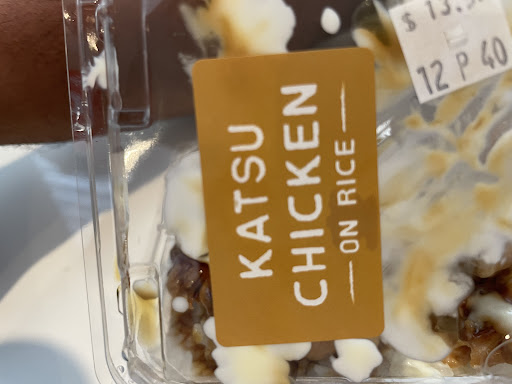 KATSU
CHICKEN
ON RICE
12 P 40